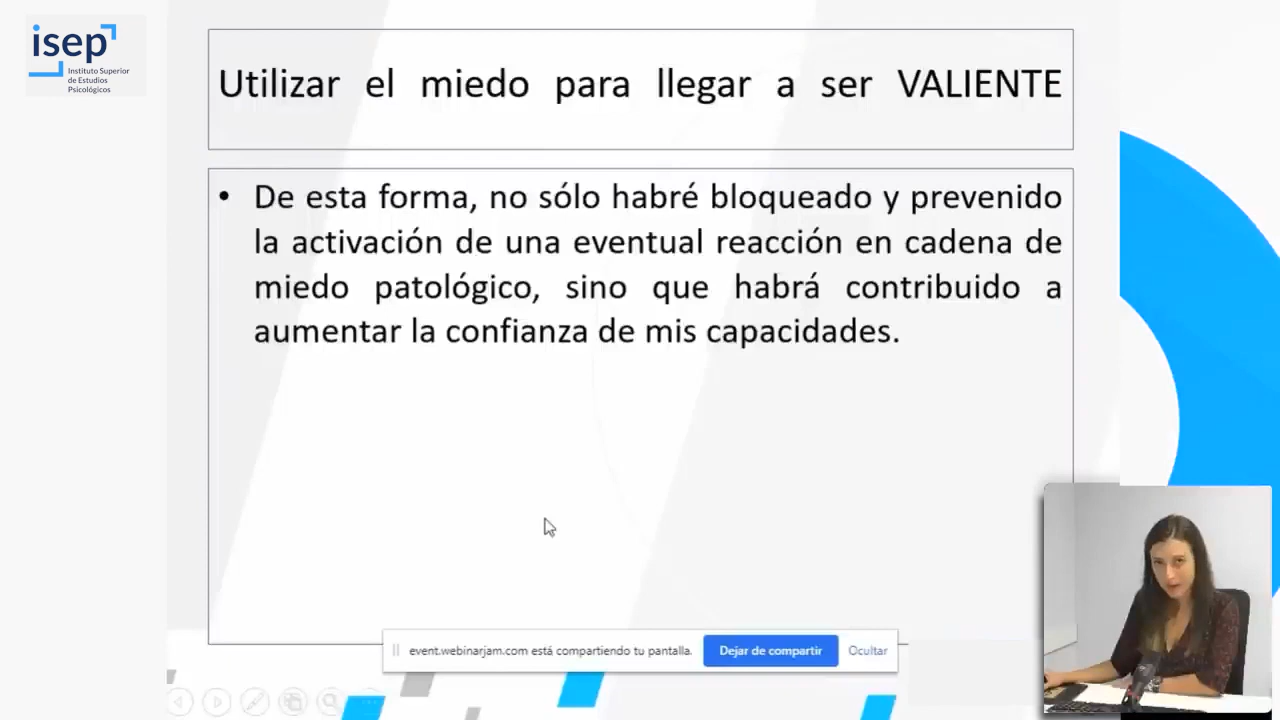 isep
Instituto Superior
de Estudios
Psicológicos
Utilizar el miedo para llegar a ser VALIENTE
• De esta forma, no sólo habré bloqueado y prevenido
la activación de una eventual reacción en cadena de
miedo patológico, sino que habrá contribuido a
aumentar la confianza de mis capacidades.
event.webinarjam.com está compartiendo tu pantalla.
Dejar de compartir
Ocultar